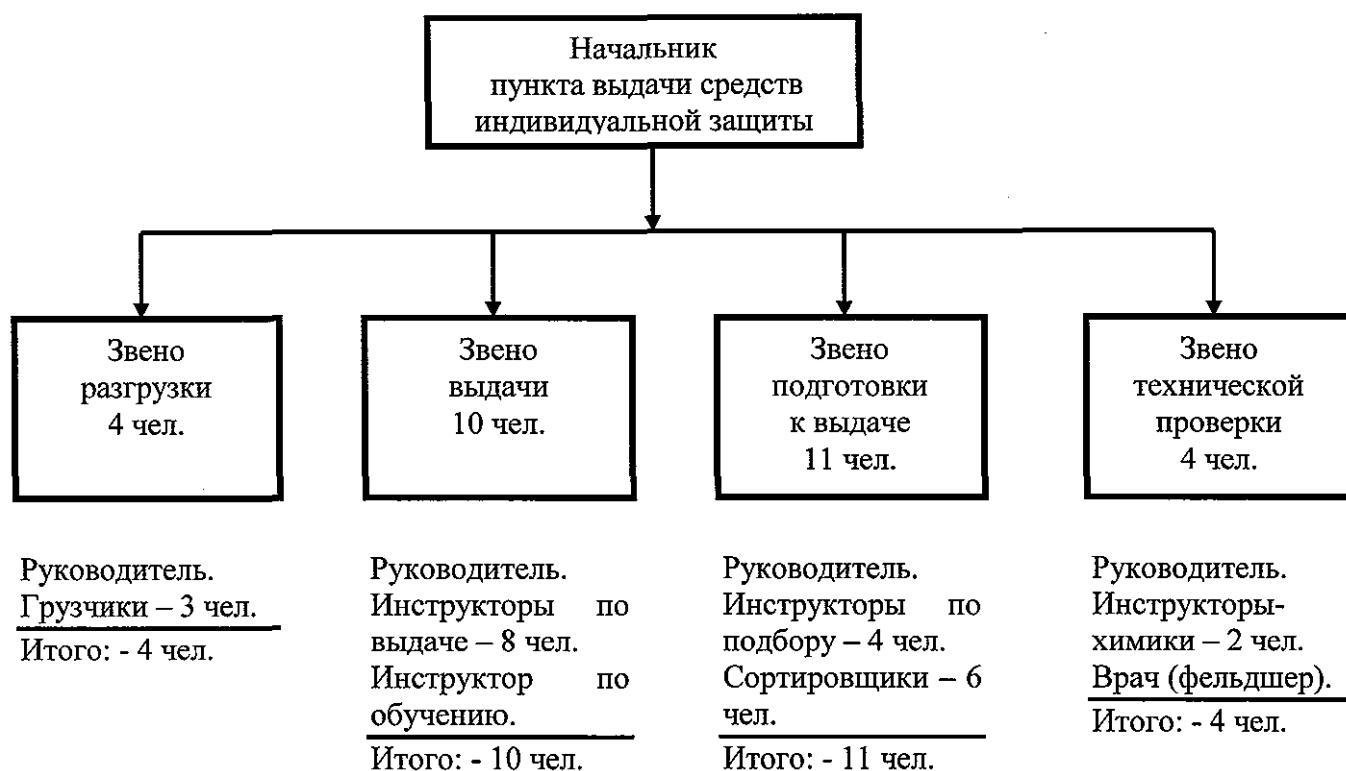 Начальник
пункта выдачи средств
индивидуальной защиты
Звено
разгрузки
4 чел.
Звено
выдачи
10 чел.
Звено
подготовки
к выдаче
11 чел.
Звено
технической
проверки
4 чел.
Руководитель.
Грузчики – 3 чел.
Итого: - 4 чел.
Руководитель.
Инструкторы по
выдаче – 8 чел.
Инструктор по
обучению.
Итого: - 10 чел.
Руководитель.
Инструкторы по
подбору – 4 чел.
Сортировщики – 6
чел.
Итого: - 11 чел.
Руководитель.
Инструкторы-
химики – 2 чел.
Врач (фельдшер).
Итого: - 4 чел.